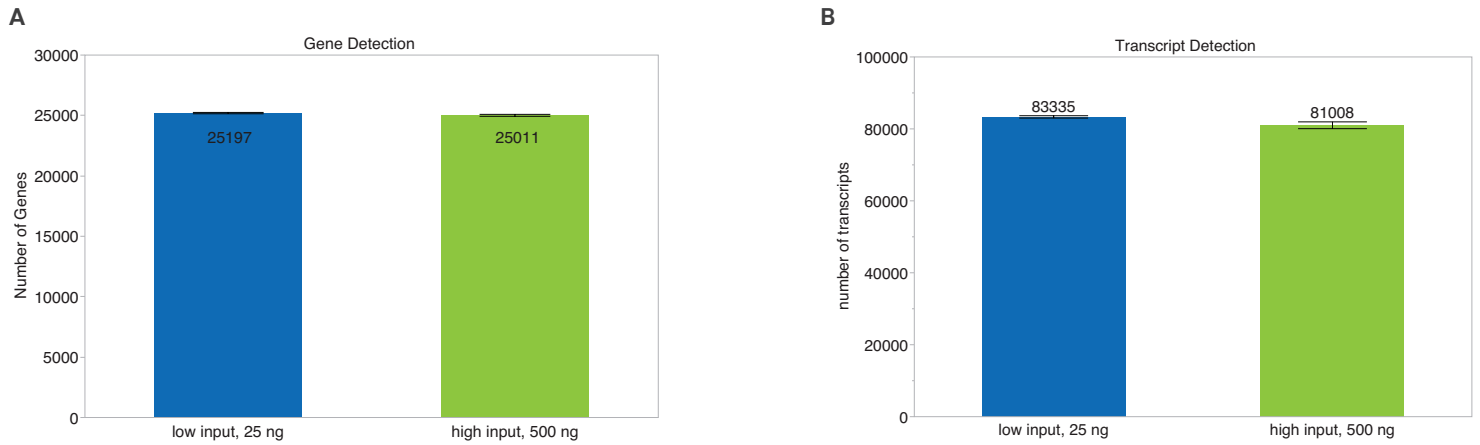 A
Gene Detection
Number of Genes
30000
25000
20000
15000
10000
5000
0
25197
25011
low input, 25 ng
high input, 500 ng
B
Transcript Detection
number of transcripts
100000
80000
60000
40000
20000
0
83335
81008
low input, 25 ng
high input, 500 ng